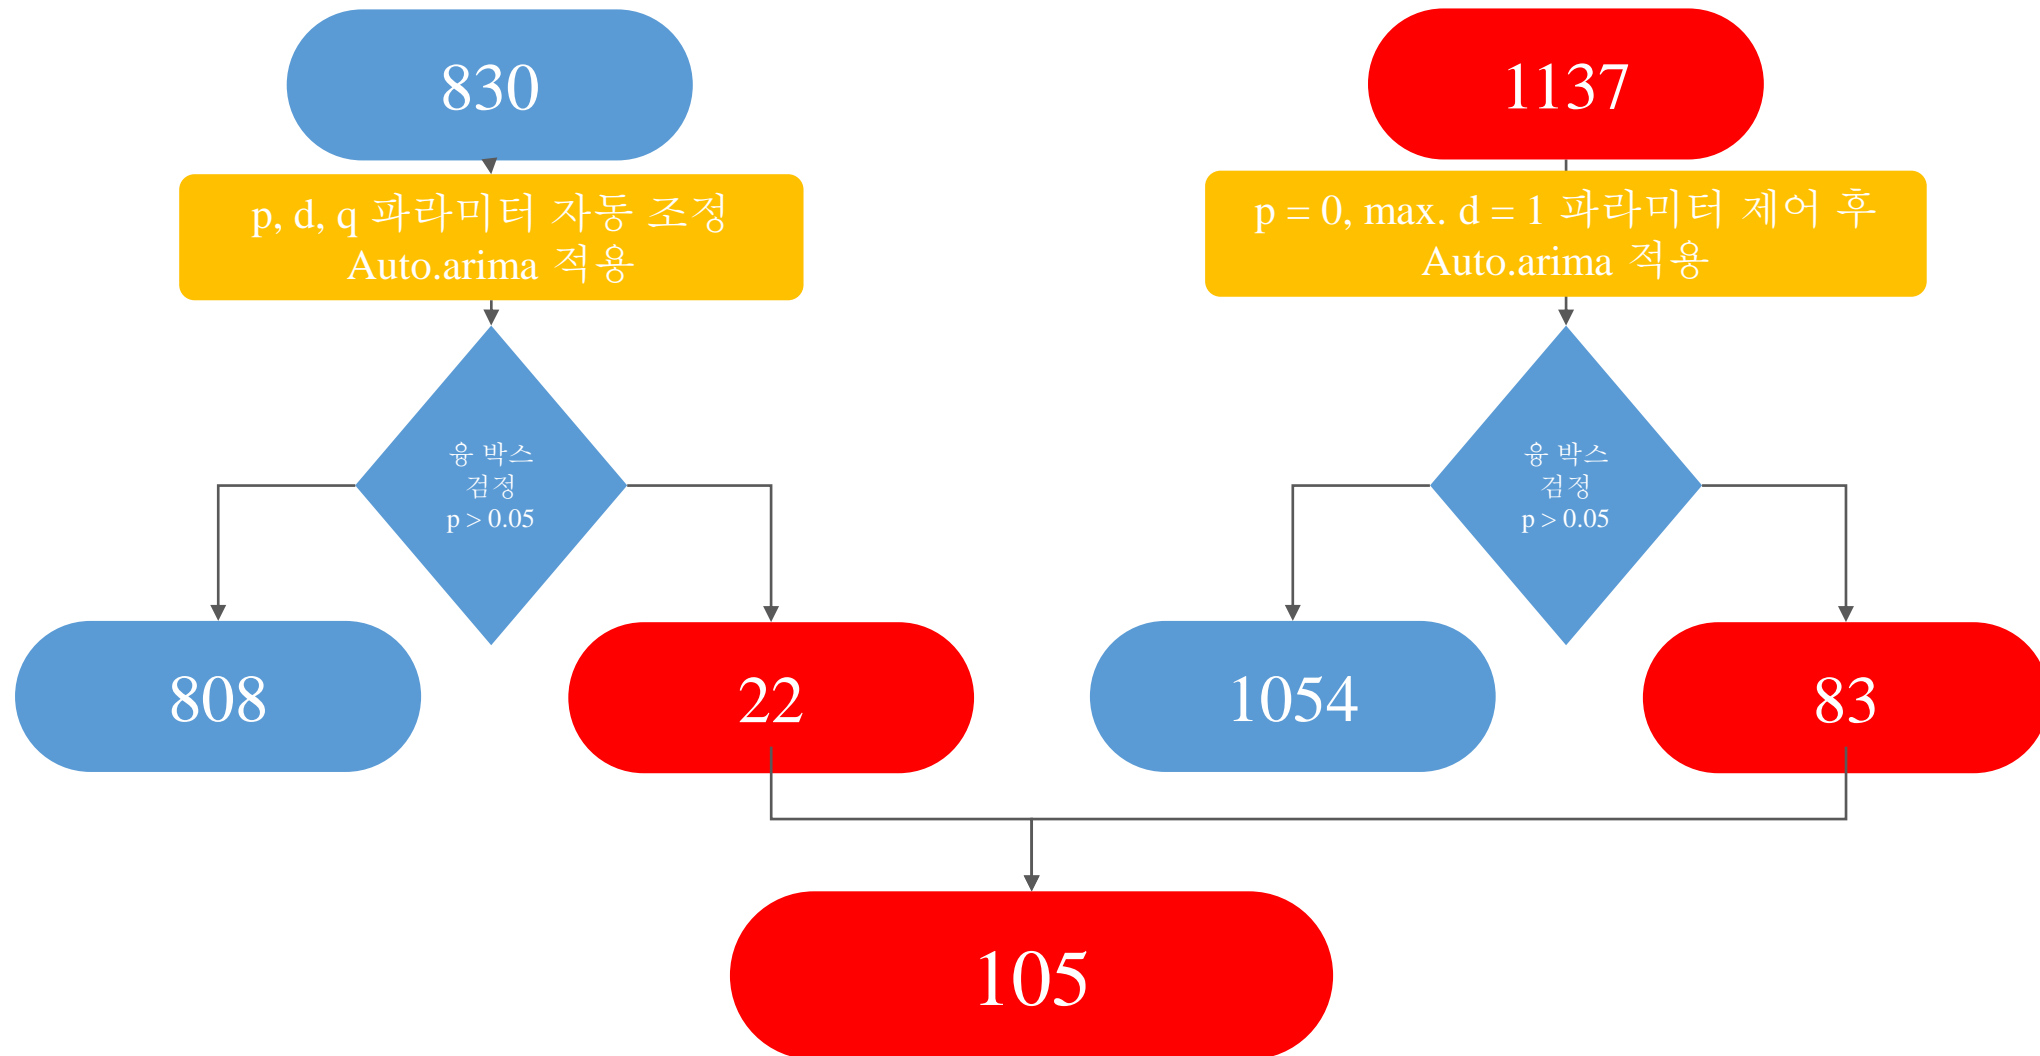 830
1137
p, d, q 파라미터 자동 조정
Auto.arima 적용
p = 0, max. d = 1 파라미터 제어 후
Auto.arima 적용
융 박스
검정
p > 0.05
융 박스
검정
p > 0.05
808
22
1054
83
105